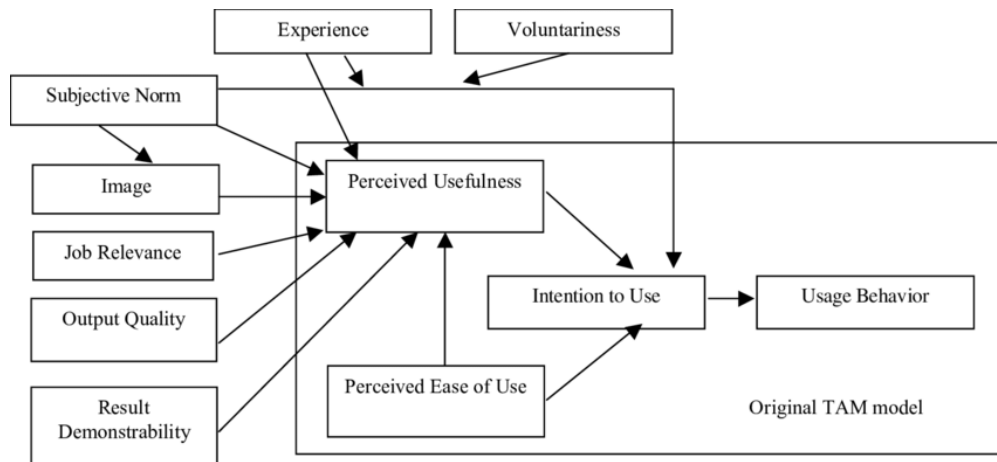 Experience
Voluntariness
Subjective Norm
Image
Perceived Usefulness
Job Relevance
Intention to Use
Usage Behavior
Output Quality
Perceived Ease of Use
Result
Demonstrability
Original TAM model